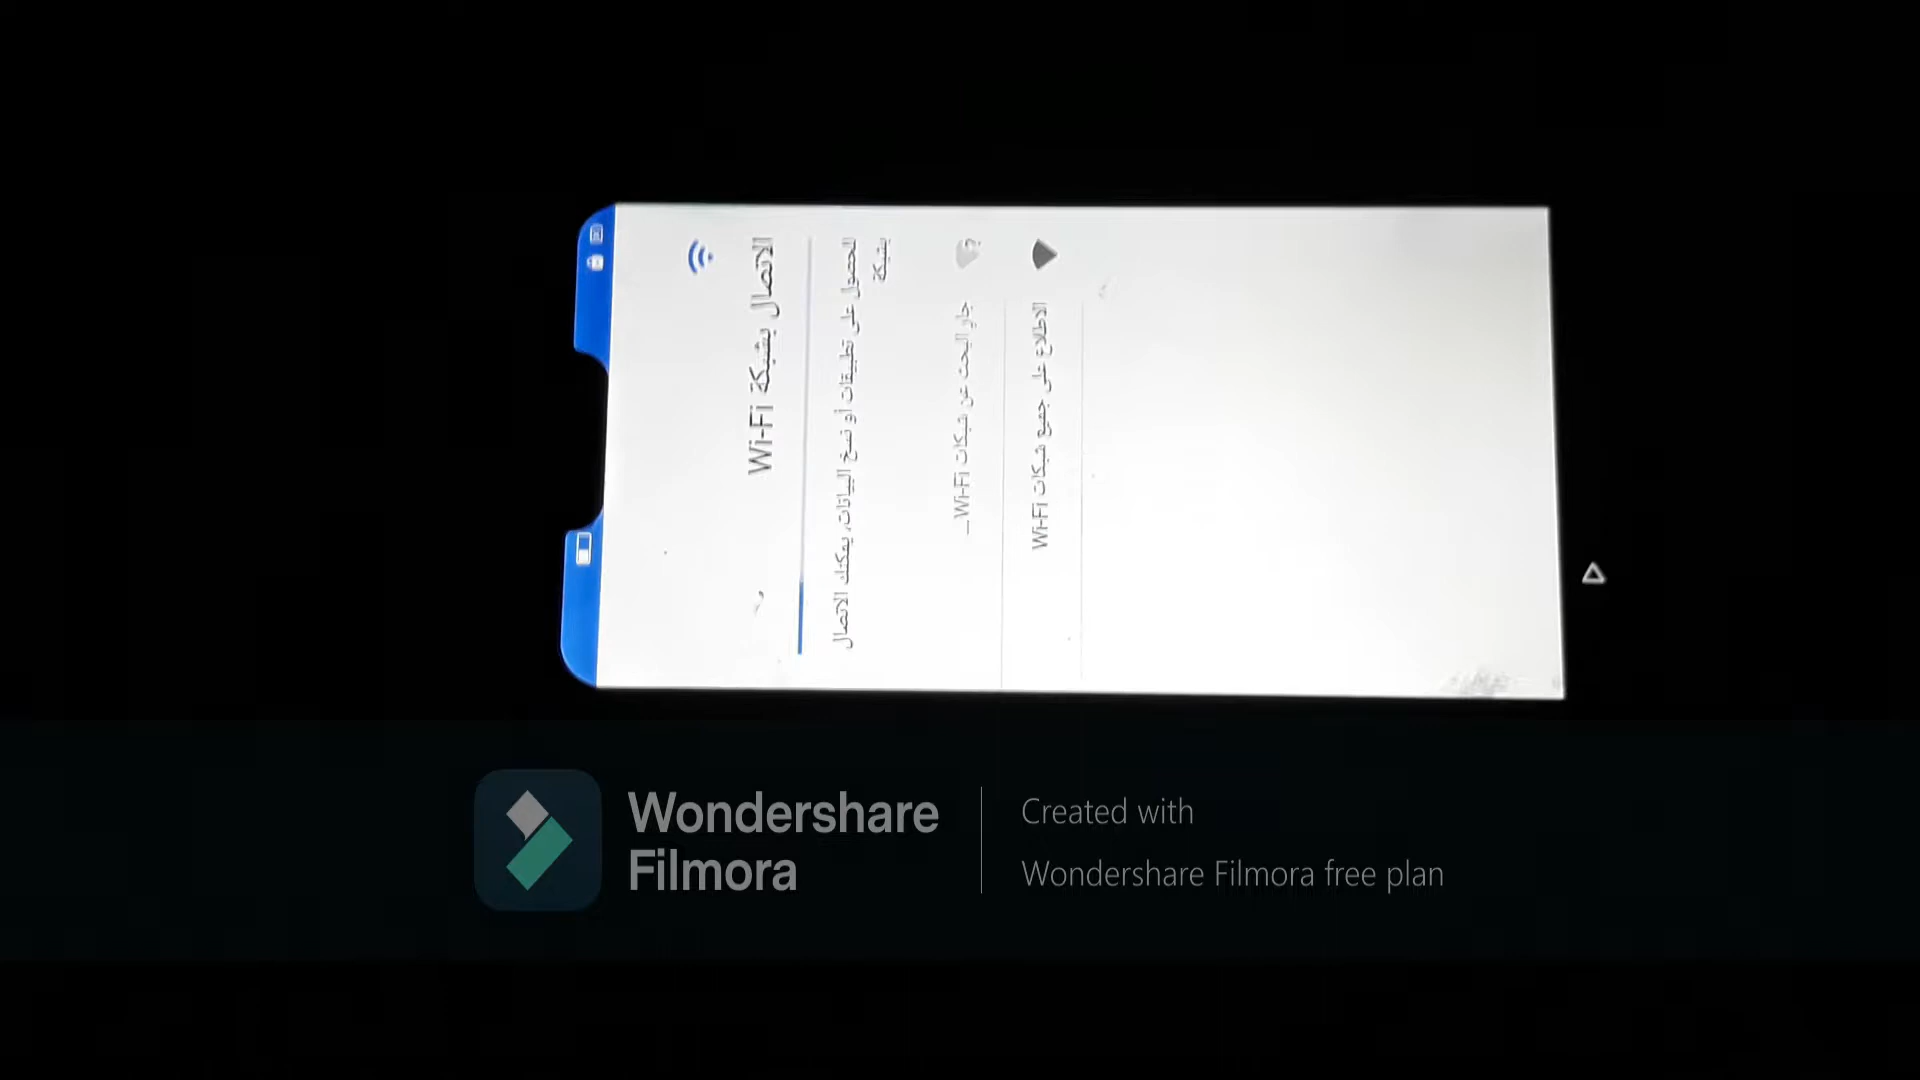 الاتصال بشبكة Wi-Fi
للحصول على تطبيقات أو نسخ البيانات، يمكنك الاتصال
بشبكة
جارٍ البحث عن شبكات Wi-Fi...
الاطلاع على جميع شبكات Wi-Fi
Wondershare
Filmora
Created with
Wondershare Filmora free plan